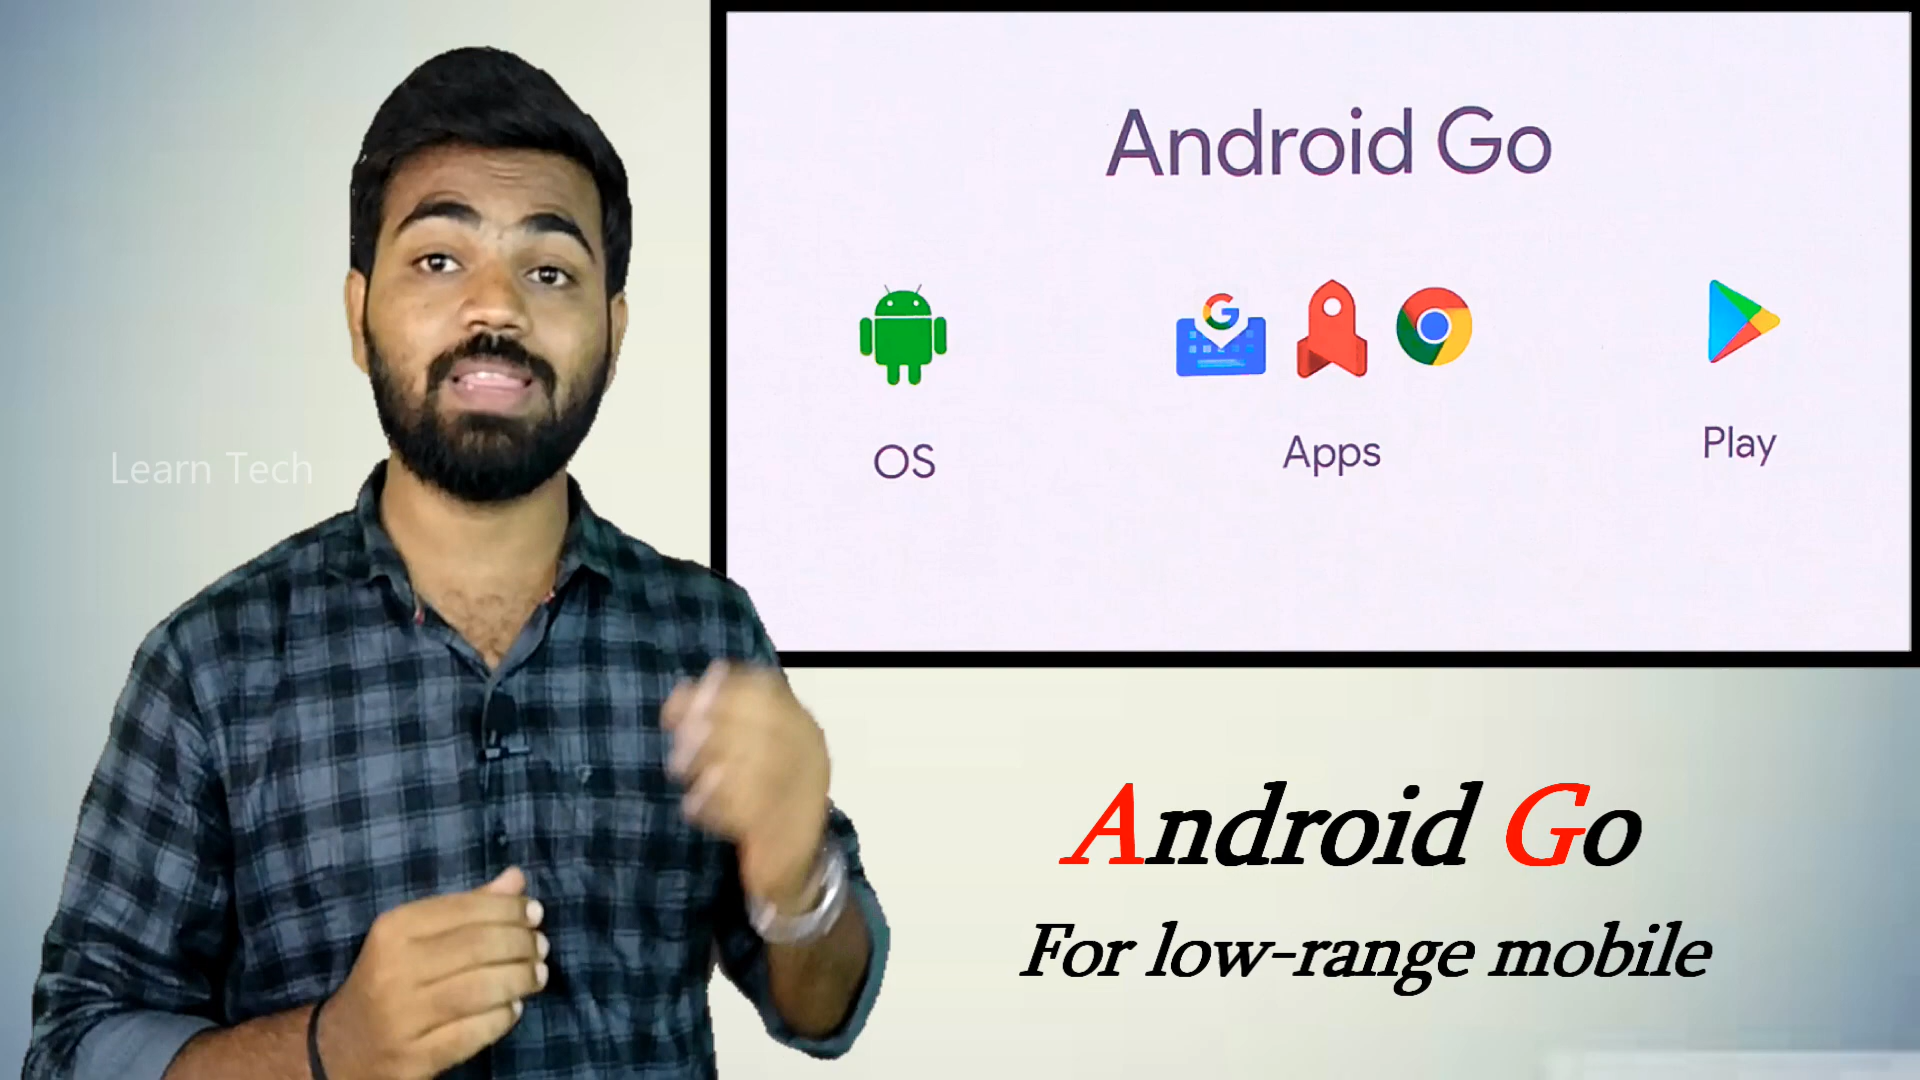 Android Go
OS
Apps
Play
Learn Tech
Android Go
For low-range mobile